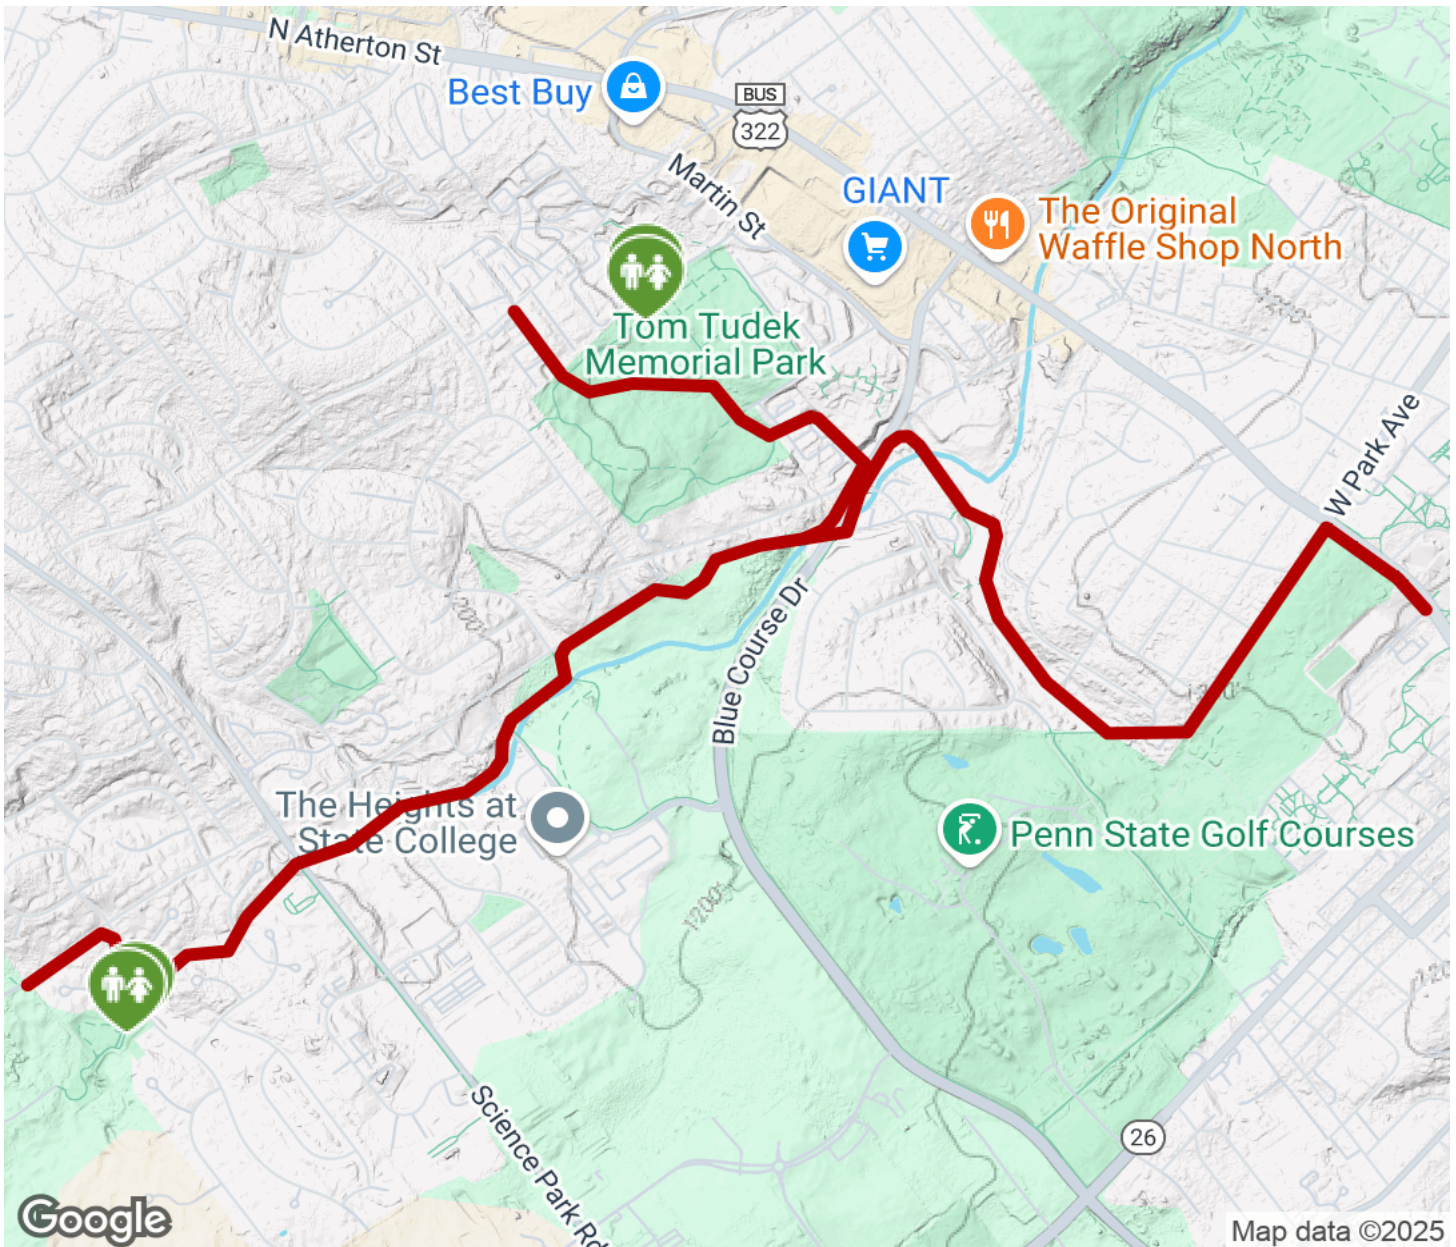 N Atherton St
Best Buy
BUS
322
Martin St
GIANT
The Original
Waffle Shop North
Tom Tudek
Memorial Park
W Park Ave
Blue Course Dr
The Heights at
State College
Penn State Golf Courses
1200
Science Park Rd
26
Google
Map data ©2025